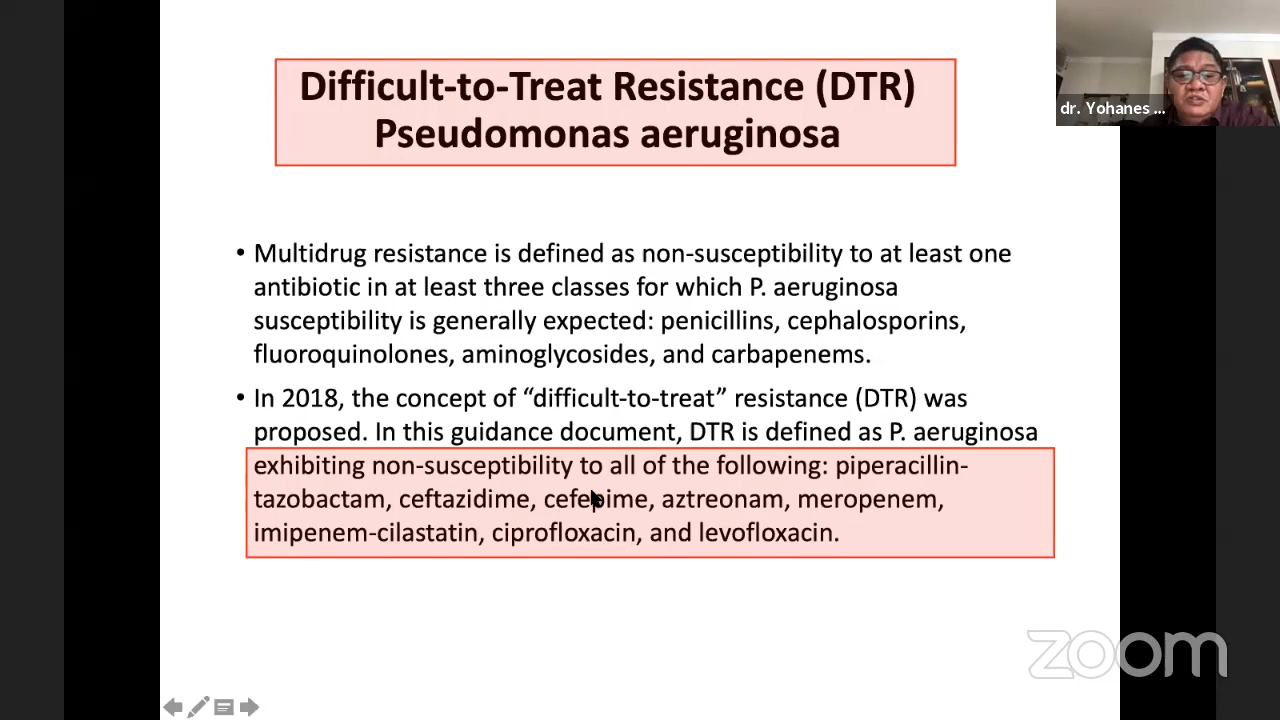 Difficult-to-Treat Resistance (DTR)
Pseudomonas aeruginosa
dr. Yohanes ...
• Multidrug resistance is defined as non-susceptibility to at least one
antibiotic in at least three classes for which P. aeruginosa
susceptibility is generally expected: penicillins, cephalosporins,
fluoroquinolones, aminoglycosides, and carbapenems.
• In 2018, the concept of “difficult-to-treat” resistance (DTR) was
proposed. In this guidance document, DTR is defined as P. aeruginosa
exhibiting non-susceptibility to all of the following: piperacillin-
tazobactam, ceftazidime, cefepime, aztreonam, meropenem,
imipenem-cilastatin, ciprofloxacin, and levofloxacin.
zoom